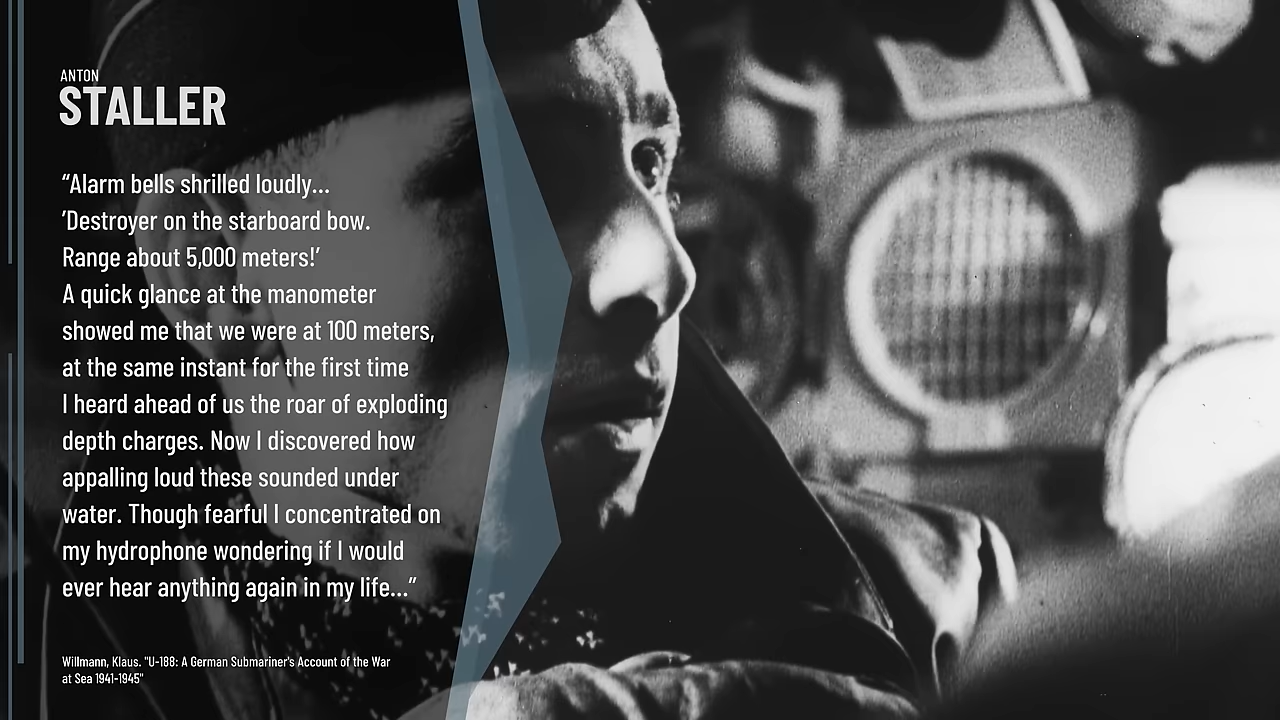 ANTON
STALLER
“Alarm bells shrilled loudly...
’Destroyer on the starboard bow.
Range about 5,000 meters!’
A quick glance at the manometer
showed me that we were at 100 meters,
at the same instant for the first time
I heard ahead of us the roar of exploding
depth charges. Now I discovered how
appalling loud these sounded under
water. Though fearful I concentrated on
my hydrophone wondering if I would
ever hear anything again in my life...”
Willmann, Klaus. "U-188: A German Submariner's Account of the War
at Sea 1941-1945"